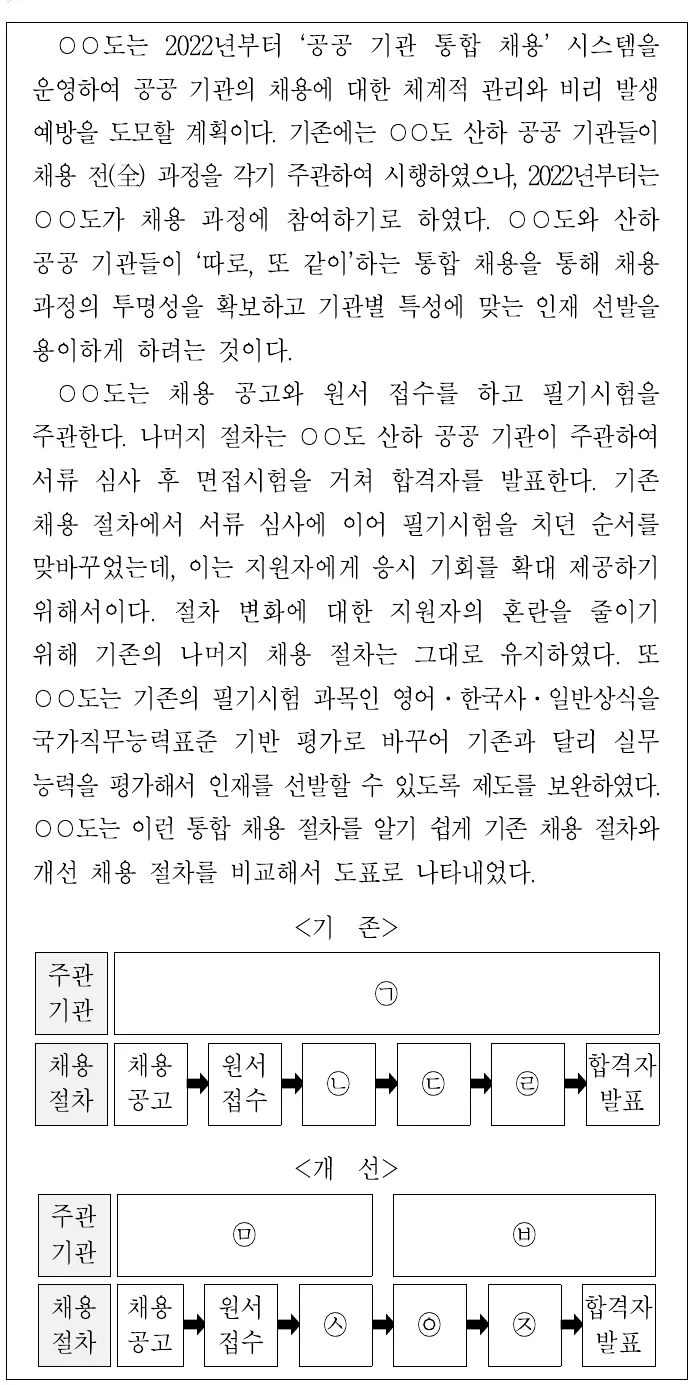 ○○도는 2022년부터 ‘공공 기관 통합 채용’ 시스템을
운영하여 공공 기관의 채용에 대한 체계적 관리와 비리 발생
예방을 도모할 계획이다. 기존에는 ○○도 산하 공공 기관들이
채용 전(全) 과정을 각기 주관하여 시행하였으나, 2022년부터는
○○도가 채용 과정에 참여하기로 하였다. ○○도와 산하
공공 기관들이 ‘따로, 또 같이’하는 통합 채용을 통해 채용
과정의 투명성을 확보하고 기관별 특성에 맞는 인재 선발을
용이하게 하려는 것이다.
○○도는 채용 공고와 원서 접수를 하고 필기시험을
주관한다. 나머지 절차는 ○○도 산하 공공 기관이 주관하여
서류 심사 후 면접시험을 거쳐 합격자를 발표한다. 기존
채용 절차에서 서류 심사에 이어 필기시험을 치던 순서를
맞바꾸었는데, 이는 지원자에게 응시 기회를 확대 제공하기
위해서이다. 절차 변화에 대한 지원자의 혼란을 줄이기
위해 기존의 나머지 채용 절차는 그대로 유지하였다. 또
○○도는 기존의 필기시험 과목인 영어·한국사·일반상식을
국가직무능력표준 기반 평가로 바꾸어 기존과 달리 실무
능력을 평가해서 인재를 선발할 수 있도록 제도를 보완하였다.
○○도는 이런 통합 채용 절차를 알기 쉽게 기존 채용 절차와
개선 채용 절차를 비교해서 도표로 나타내었다.
<기 존>
주관
기관
㉠
채용
절차
채용
공고
원서
접수
㉡
㉢
㉣
합격자
발표
<개 선>
주관
기관
㉤
㉥
채용
절차
채용
공고
원서
접수
㉦
㉧
㉨
합격자
발표